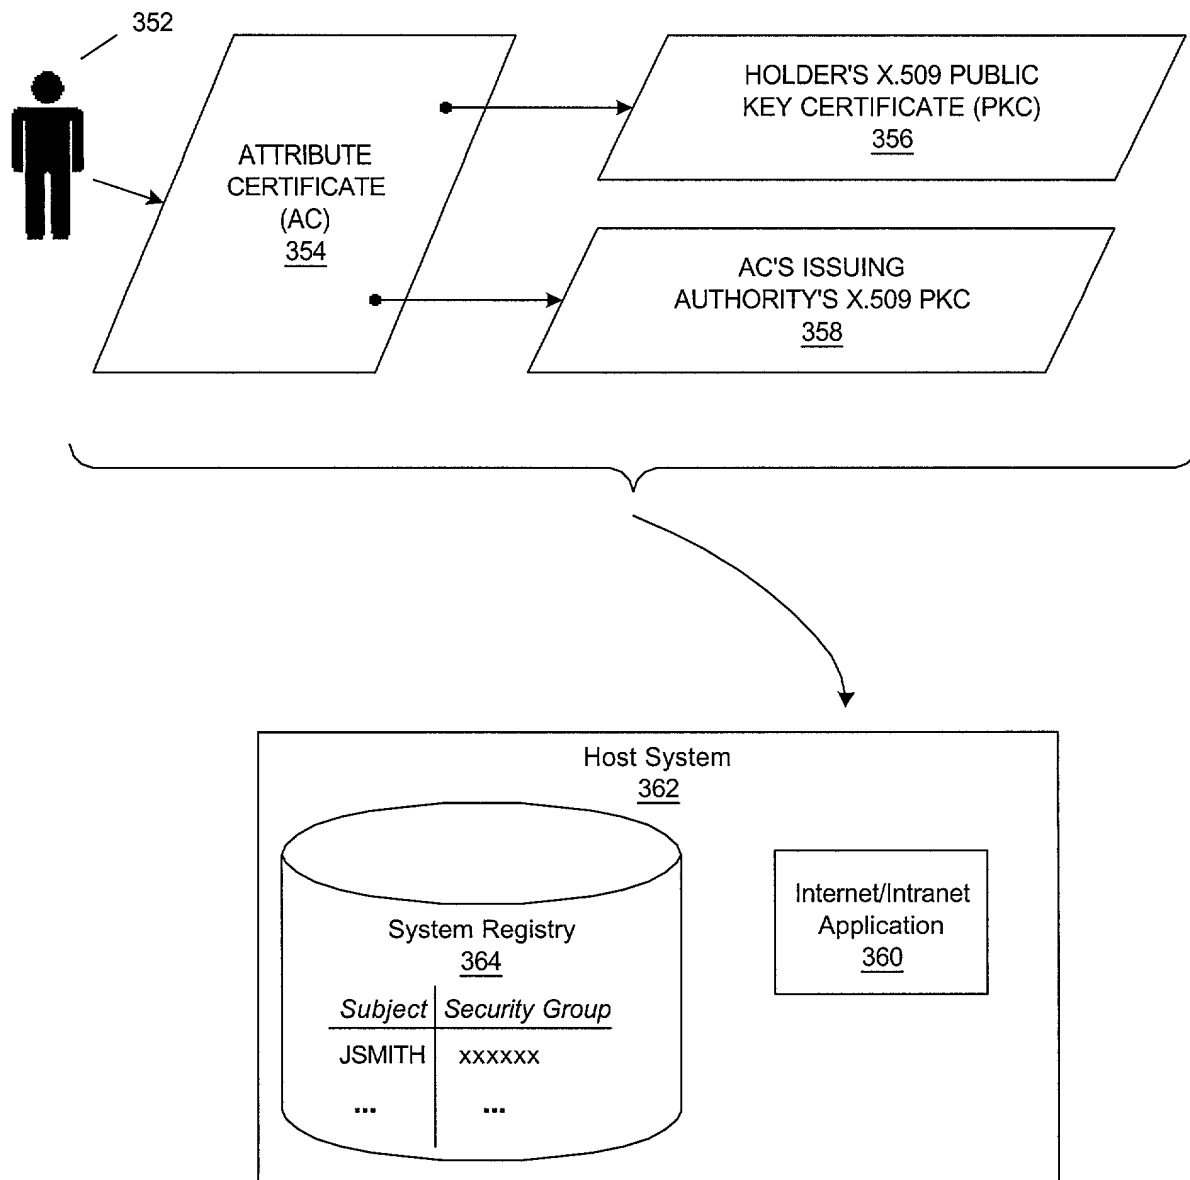 352
ATTRIBUTE
CERTIFICATE
(AC)
354
HOLDER'S X.509 PUBLIC
KEY CERTIFICATE (PKC)
356
AC'S ISSUING
AUTHORITY'S X.509 PKC
358
Host System
362
System Registry
364
Subject Security Group
JSMITH xxxxxx
... ...
Internet/Intranet
Application
360